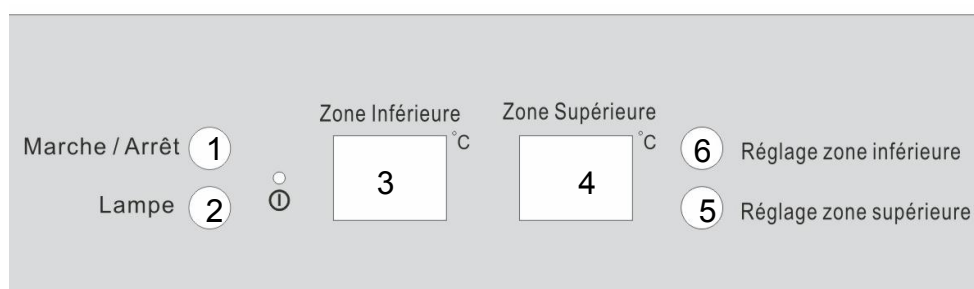 Zone Inférieure Zone Supérieure
°C °C
Marche / Arrêt 1 6 Réglage zone inférieure
3 4
Lampe 2 5 Réglage zone supérieure